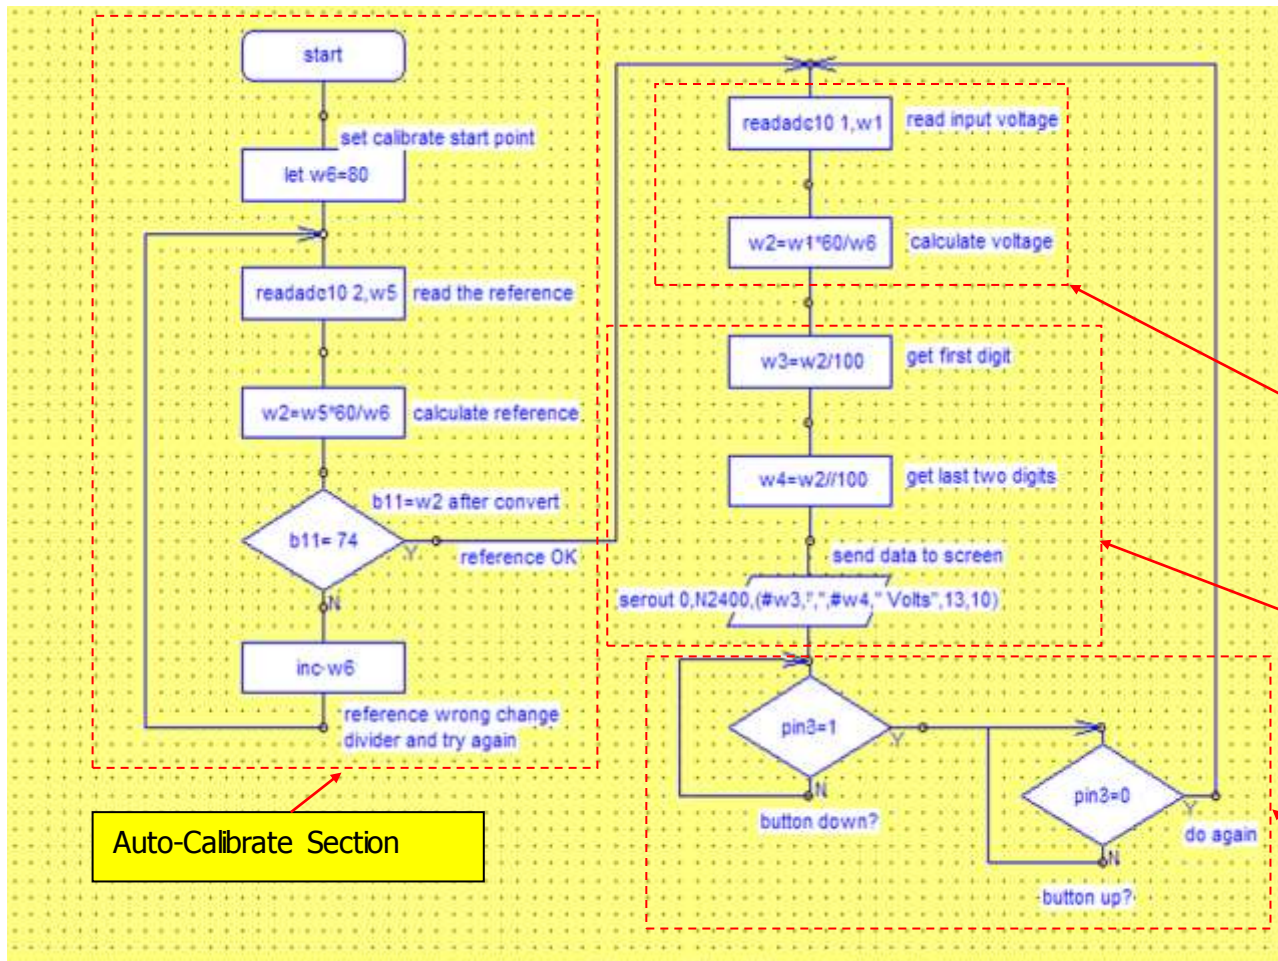 start
set calibrate start point
let w6=80
readadc10 2,w5
read the reference
w2=w5*60/w6
calculate reference
b11=w2 after convert
b11= 74
Y
reference OK
N
inc w6
reference wrong change
divider and try again
Auto-Calibrate Section
readadc10 1,w1
read input voltage
w2=w1*60/w6
calculate voltage
w3=w2/100
get first digit
w4=w2//100
get last two digits
send data to screen
serout 0,N2400,(#w3,",",#w4," Volts",13,10)
pin3=1
Y
N
button down?
pin3=0
Y
do again
N
button up?